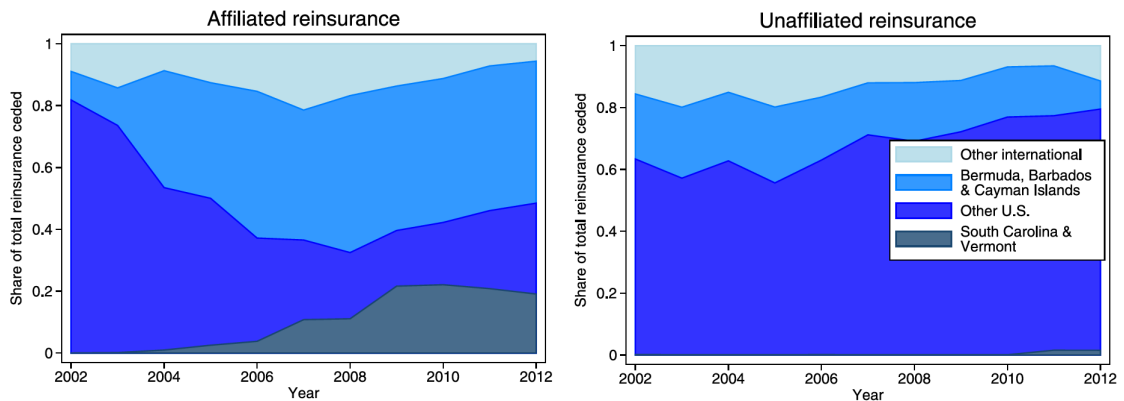 Affiliated reinsurance
Share of total reinsurance ceded
1
0.8
0.6
0.4
0.2
0
2002 2004 2006 2008 2010 2012
Year
Unaffiliated reinsurance
Share of total reinsurance ceded
1
0.8
0.6
0.4
0.2
0
Other international
Bermuda, Barbados
& Cayman Islands
Other U.S.
South Carolina &
Vermont
2002 2004 2006 2008 2010 2012
Year